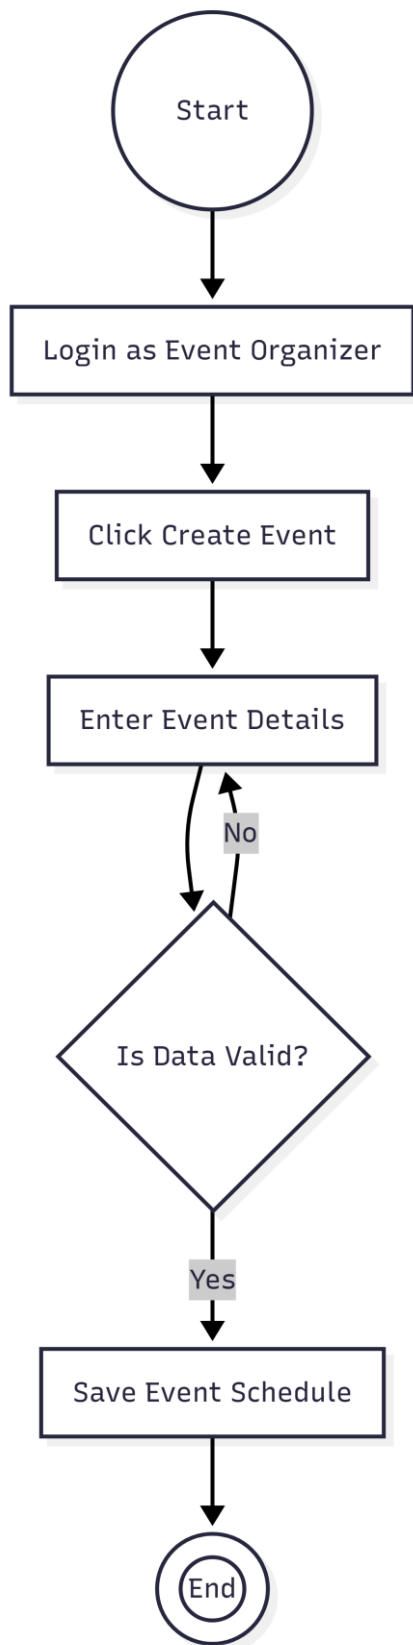 Start
Login as Event Organizer
Click Create Event
Enter Event Details
No
Is Data Valid?
Yes
Save Event Schedule
End